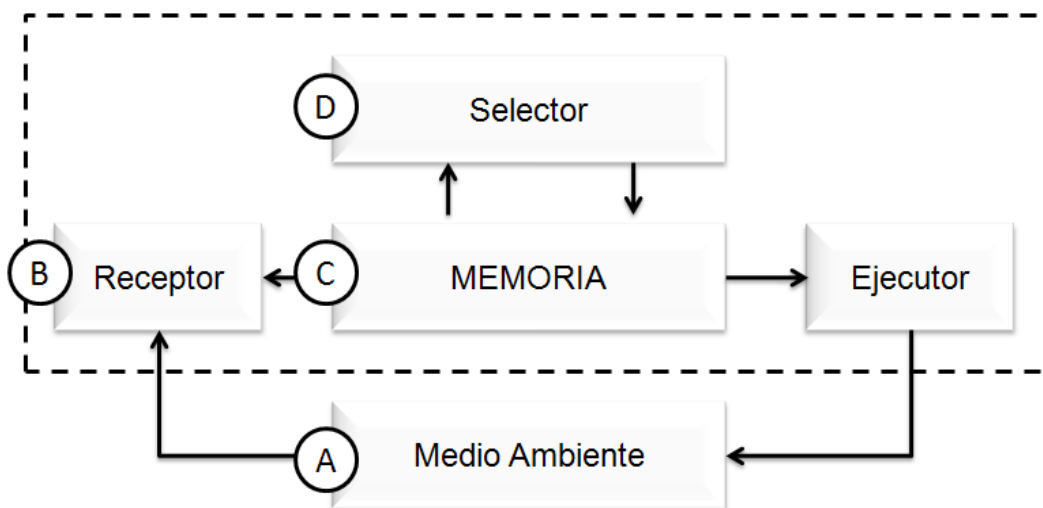 D
Selector
B
Receptor
C
MEMORIA
Ejecutor
A
Medio Ambiente